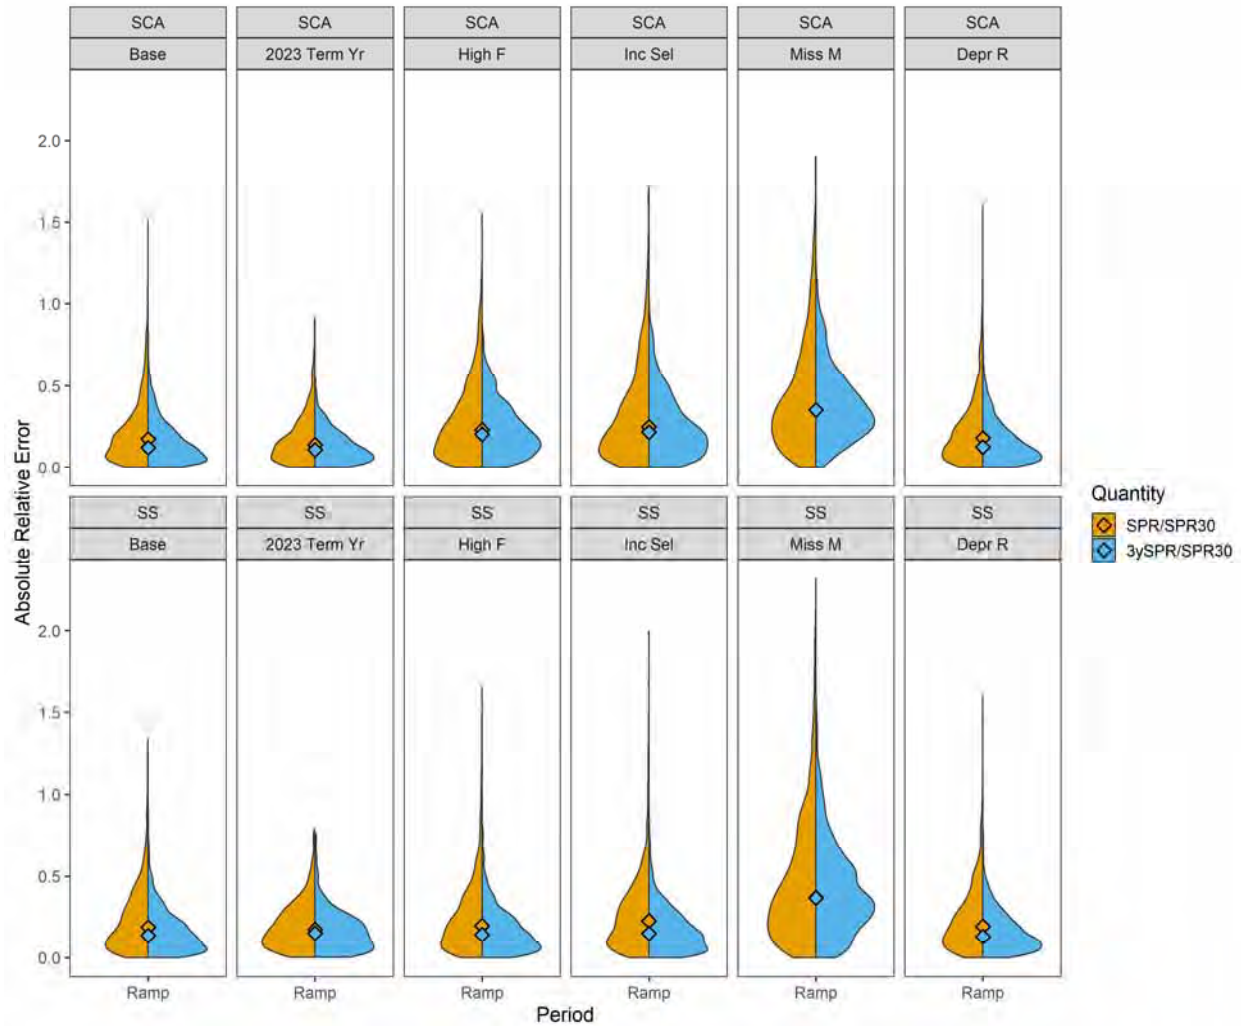 SCA SCA SCA SCA SCA SCA
Base 2023 Term Yr High F Inc Sel Miss M Depr R
2.0
1.5
1.0
0.5
0.0
SS SS SS SS SS SS
Base 2023 Term Yr High F Inc Sel Miss M Depr R
2.0
1.5
1.0
0.5
0.0
Ramp Ramp Ramp Ramp Ramp Ramp
Period
Absolute Relative Error
Quantity
SPR/SPR30
3ySPR/SPR30